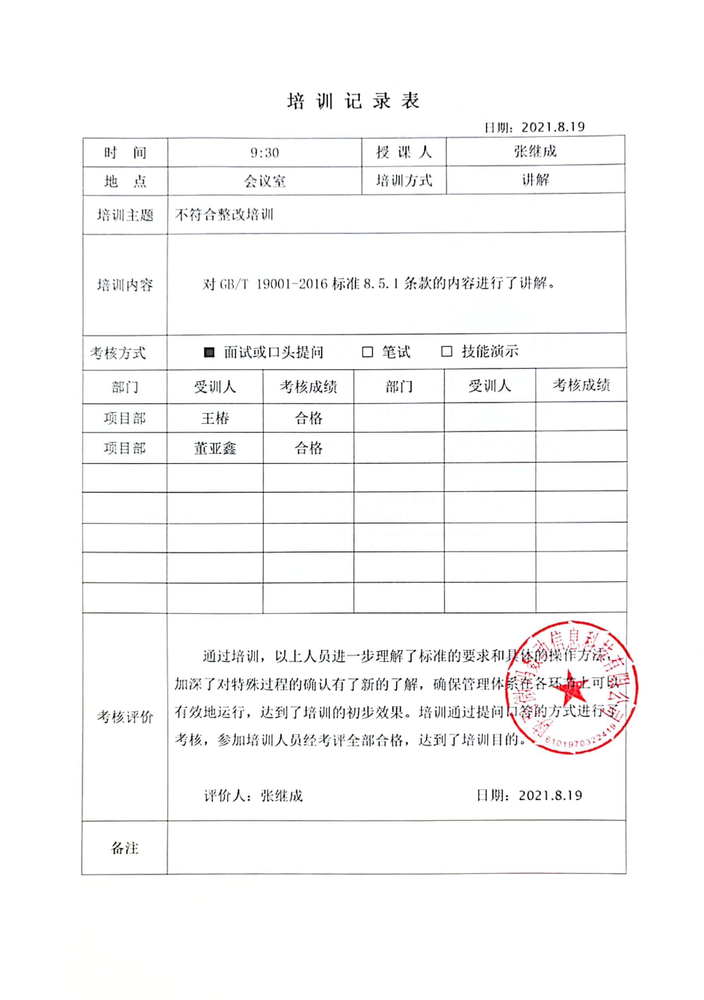 培训记录表
日期：2021.8.19
时间 9:30 授课人 张继成
地点 会议室 培训方式 讲解
培训主题 不符合整改培训
培训内容 对GB/T 19001-2016标准8.5.1条款的内容进行了讲解。
考核方式 ■ 面试或口头提问 □ 笔试 □ 技能演示
部门 受训人 考核成绩 部门 受训人 考核成绩
项目部 王椿 合格
项目部 董亚鑫 合格
考核评价
通过培训，以上人员进一步理解了标准的要求和具体的操作方法，
加深了对特殊过程的确认有了新的了解，确保管理体系在各环节上可以
有效地运行，达到了培训的初步效果。培训通过提问口答的方式进行了
考核，参加培训人员经考评全部合格，达到了培训目的。
评价人：张继成 日期：2021.8.19
备注
数动信息科技有限公司
6101970322419